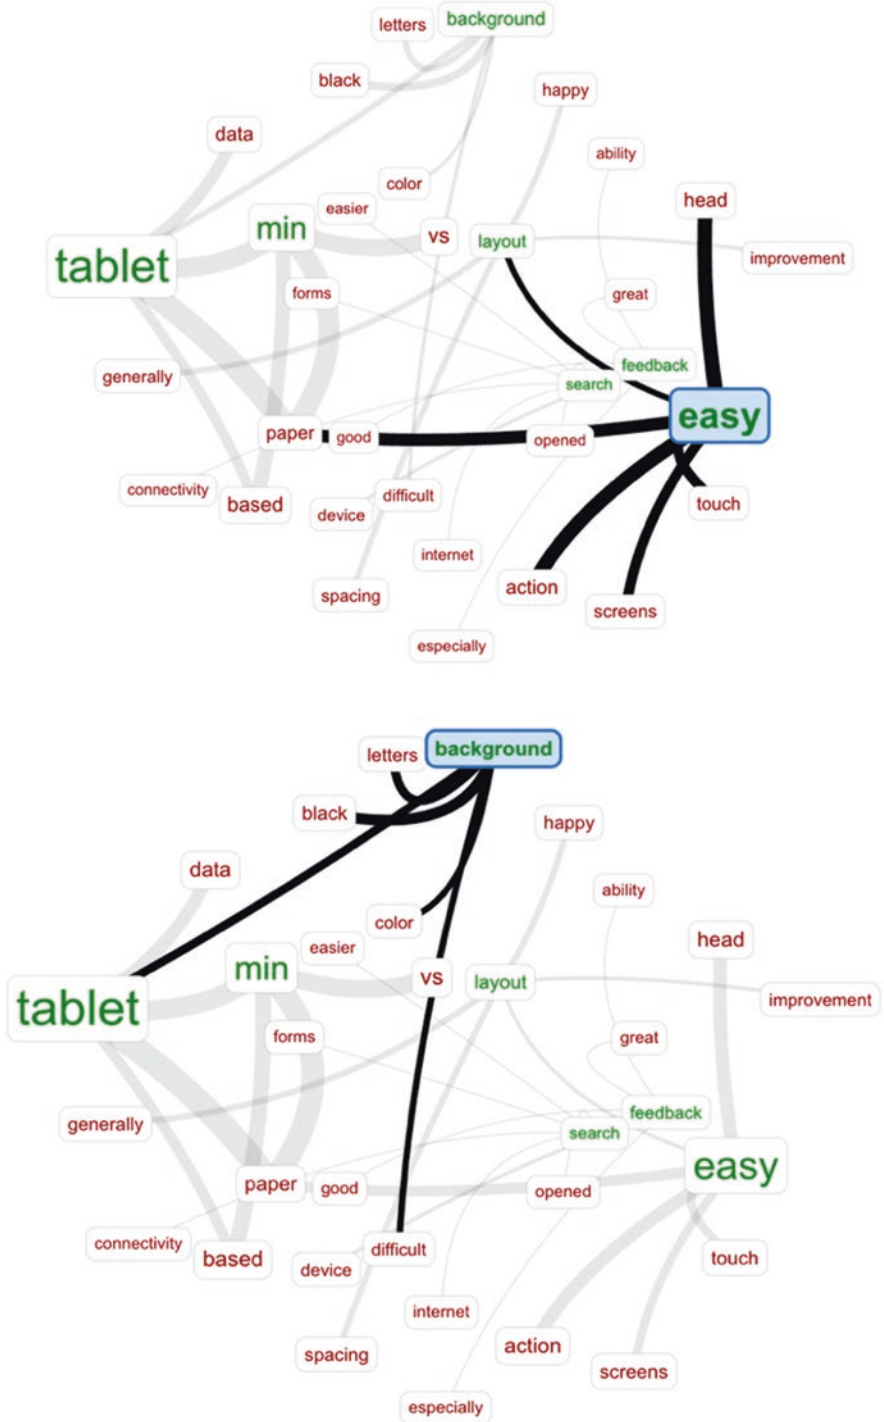 letters
background
black
happy
data
ability
color
easier
head
min
vs
layout
tablet
improvement
forms
great
feedback
generally
search
easy
paper
good
opened
connectivity
based
difficult
device
touch
internet
action
spacing
screens
especially
letters
background
black
happy
data
ability
color
easier
head
min
vs
layout
tablet
improvement
forms
great
feedback
generally
search
easy
paper
good
opened
connectivity
based
difficult
device
touch
internet
action
spacing
screens
especially